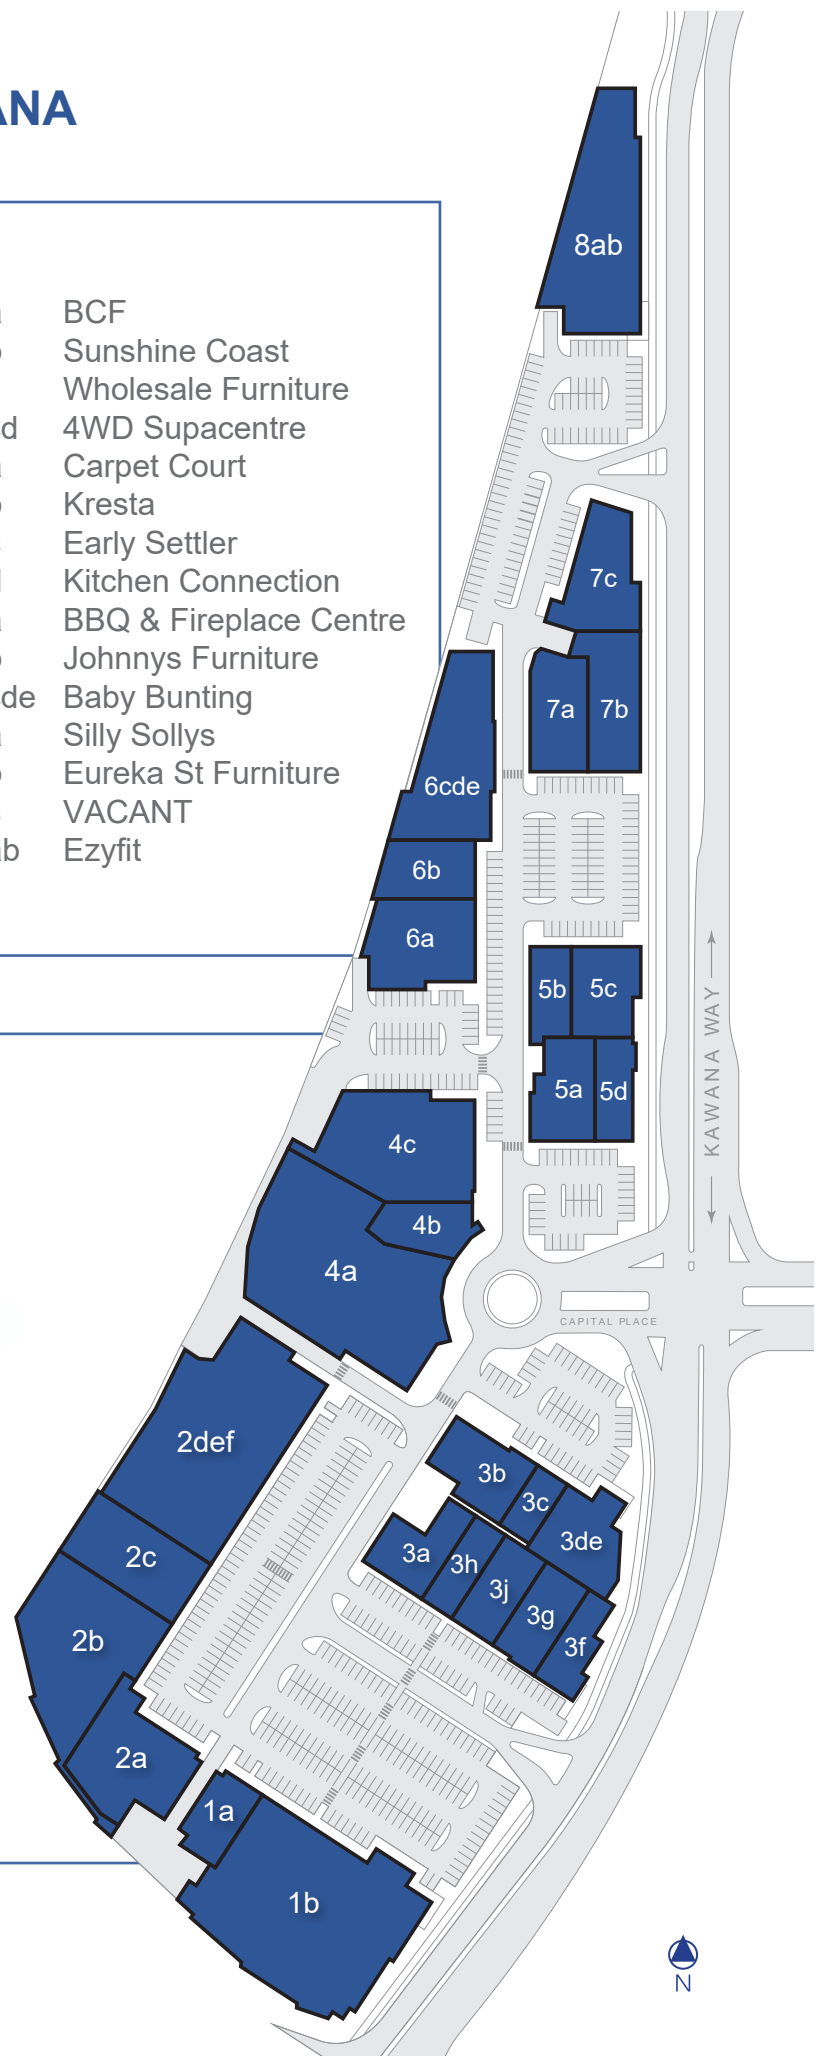 ANA
a BCF
b Sunshine Coast
Wholesale Furniture
d 4WD Supacentre
a Carpet Court
b Kresta
Early Settler
d Kitchen Connection
a BBQ & Fireplace Centre
b Johnnys Furniture
de Baby Bunting
a Silly Sollys
b Eureka St Furniture
VACANT
b Ezyfit
8ab
7c
7a
7b
6cde
6b
6a
5b
5c
5a
5d
KAWANA WAY
4c
4b
4a
CAPITAL PLACE
2def
3b
3c
3de
3a
3h
3j
3g
3f
2c
2b
2a
1a
1b
N